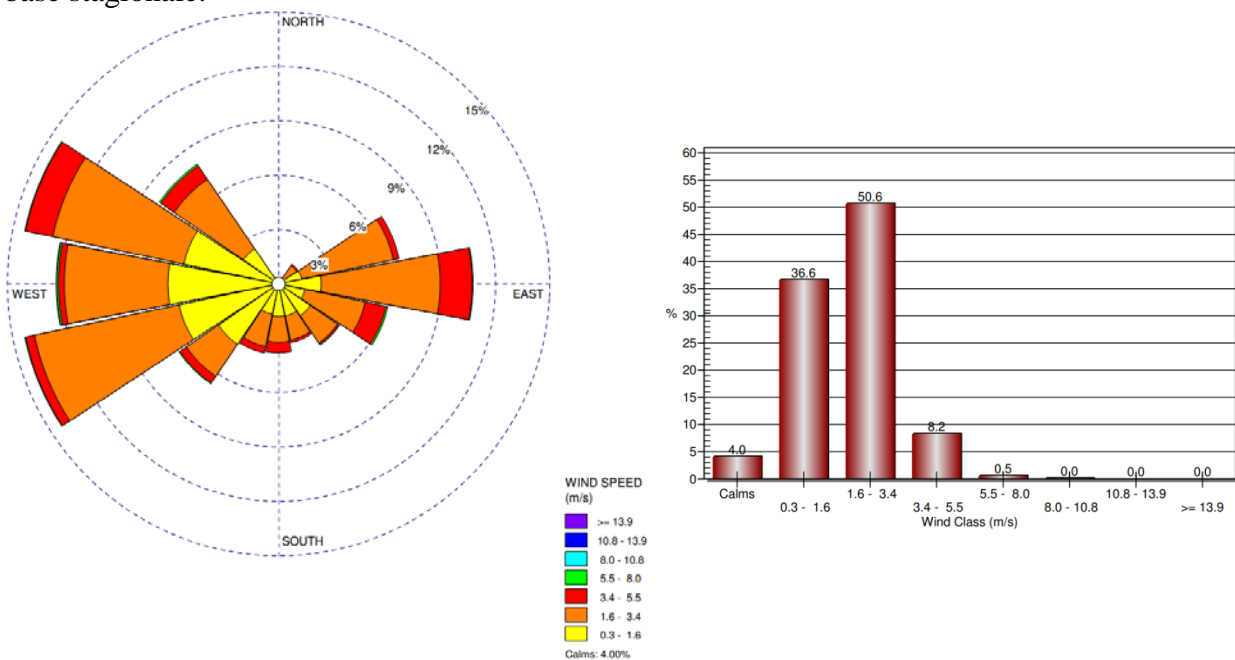 base stagionale.
NORTH
15%
12%
9%
6%
3%
WEST
EAST
SOUTH
WIND SPEED
(m/s)
>= 13.9
10.8 - 13.9
8.0 - 10.8
5.5 - 8.0
3.4 - 5.5
1.6 - 3.4
0.3 - 1.6
Calms: 4.00%
60
55
50
45
40
35
30
25
20
15
10
5
0
%
4.0
36.6
50.6
8.2
0.5
0.0
0.0
0.0
Calms
0.3 - 1.6
1.6 - 3.4
3.4 - 5.5
5.5 - 8.0
8.0 - 10.8
10.8 - 13.9
>= 13.9
Wind Class (m/s)